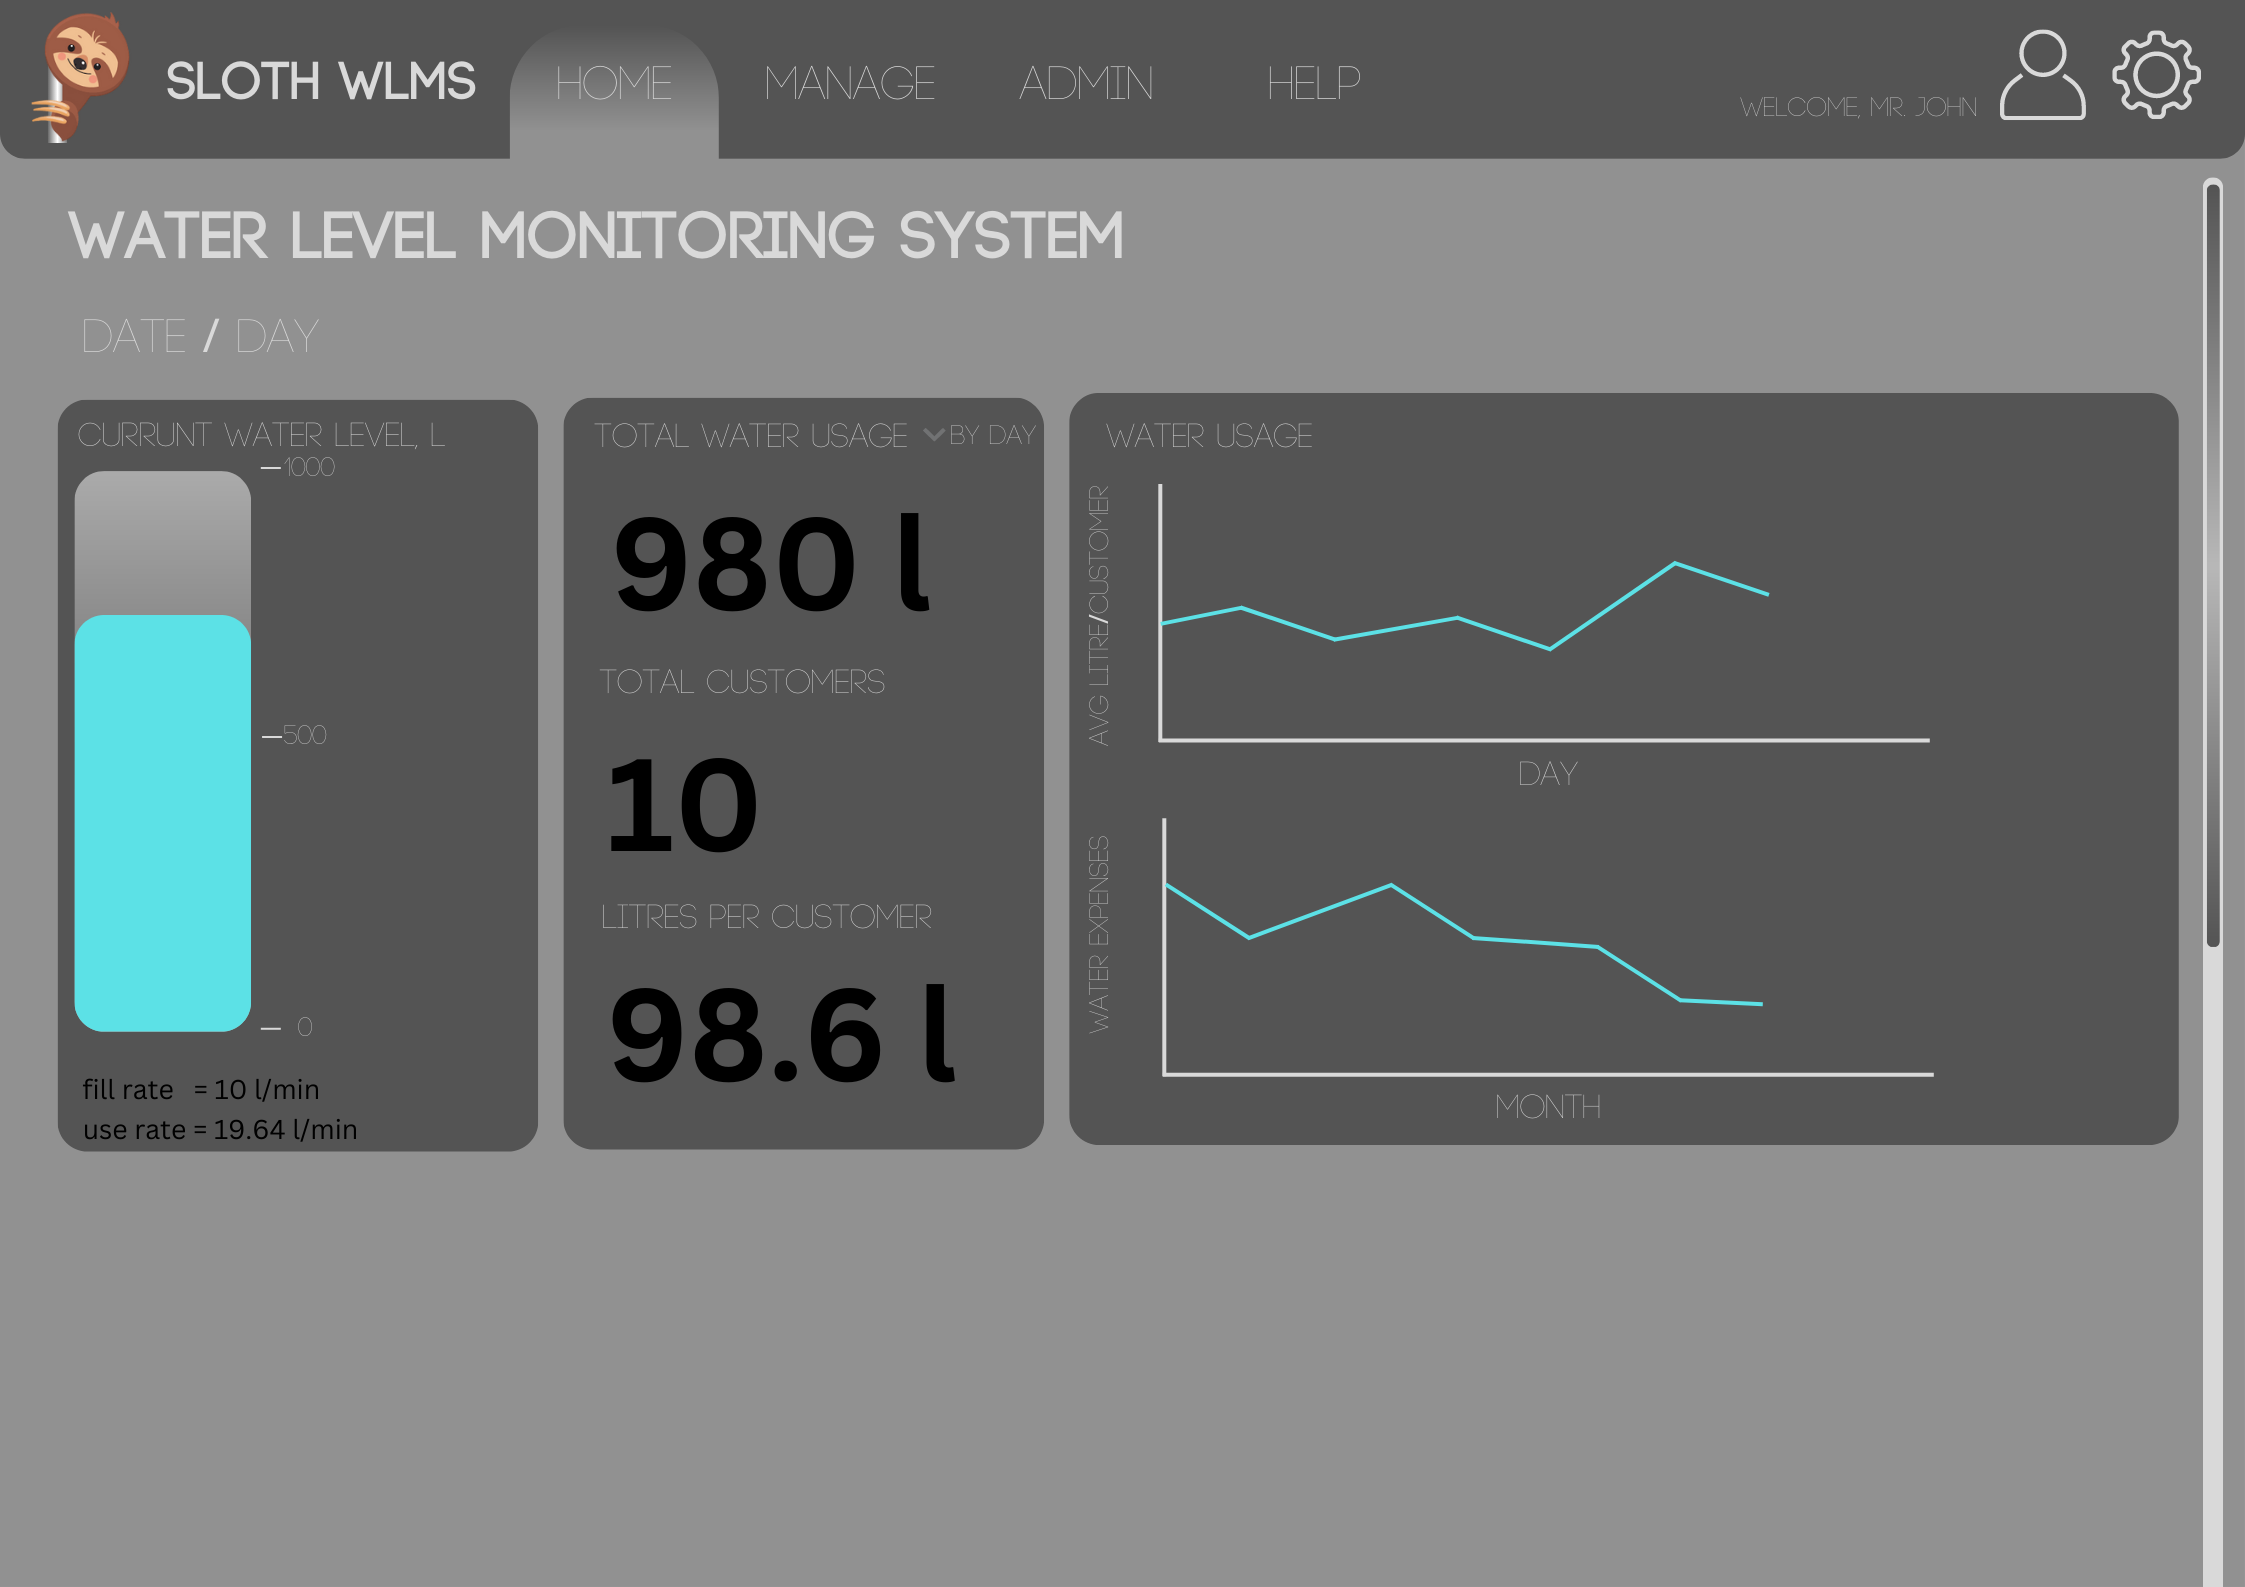 SLOTH WLMS
HOME
MANAGE
ADMIN
HELP
WELCOME, MR. JOHN
WATER LEVEL MONITORING SYSTEM
DATE / DAY
CURRUNT WATER LEVEL, L
1000
500
0
fill rate = 10 l/min
use rate = 19.64 l/min
TOTAL WATER USAGE
BY DAY
980 l
TOTAL CUSTOMERS
10
LITRES PER CUSTOMER
98.6 l
WATER USAGE
AVG LITRE/CUSTOMER
DAY
WATER EXPENSES
MONTH